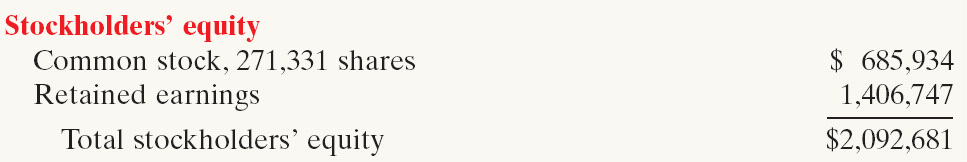 Stockholders’ equity
Common stock, 271,331 shares $ 685,934
Retained earnings 1,406,747
Total stockholders’ equity $2,092,681